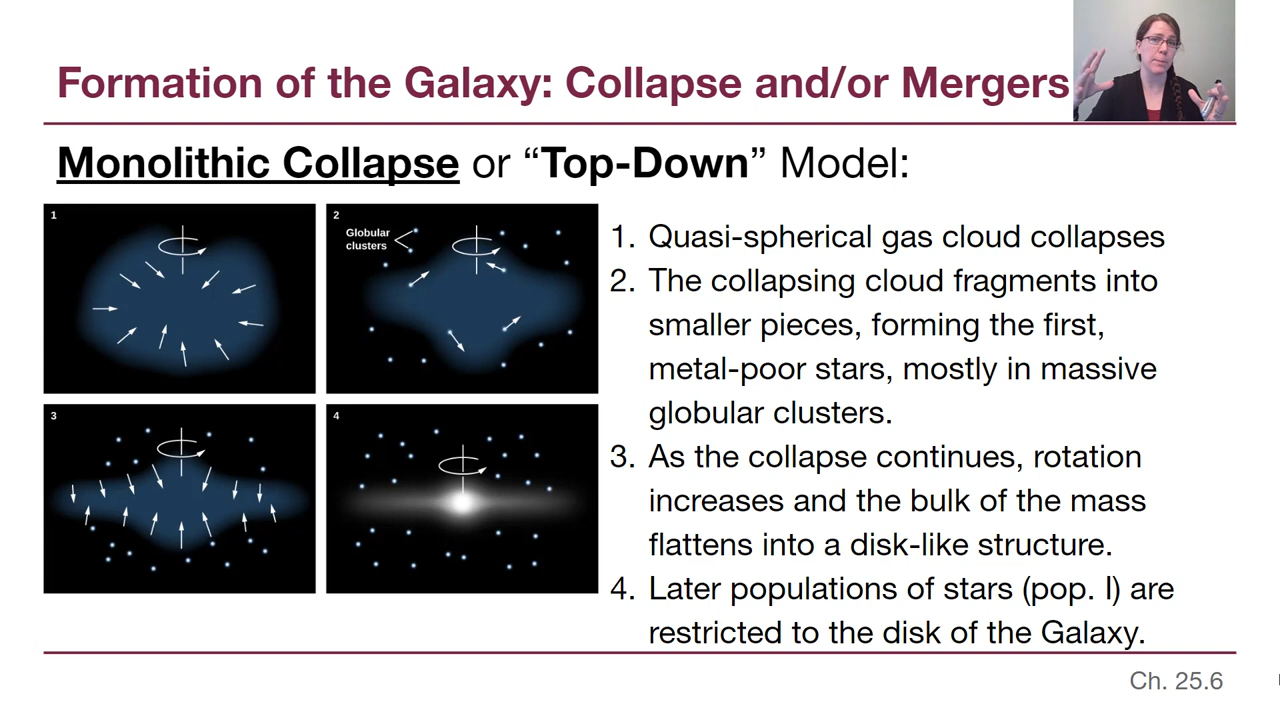 Formation of the Galaxy: Collapse and/or Mergers
Monolithic Collapse or “Top-Down” Model:
1
2
Globular
clusters
3
4
1. Quasi-spherical gas cloud collapses
2. The collapsing cloud fragments into
smaller pieces, forming the first,
metal-poor stars, mostly in massive
globular clusters.
3. As the collapse continues, rotation
increases and the bulk of the mass
flattens into a disk-like structure.
4. Later populations of stars (pop. I) are
restricted to the disk of the Galaxy.
Ch. 25.6